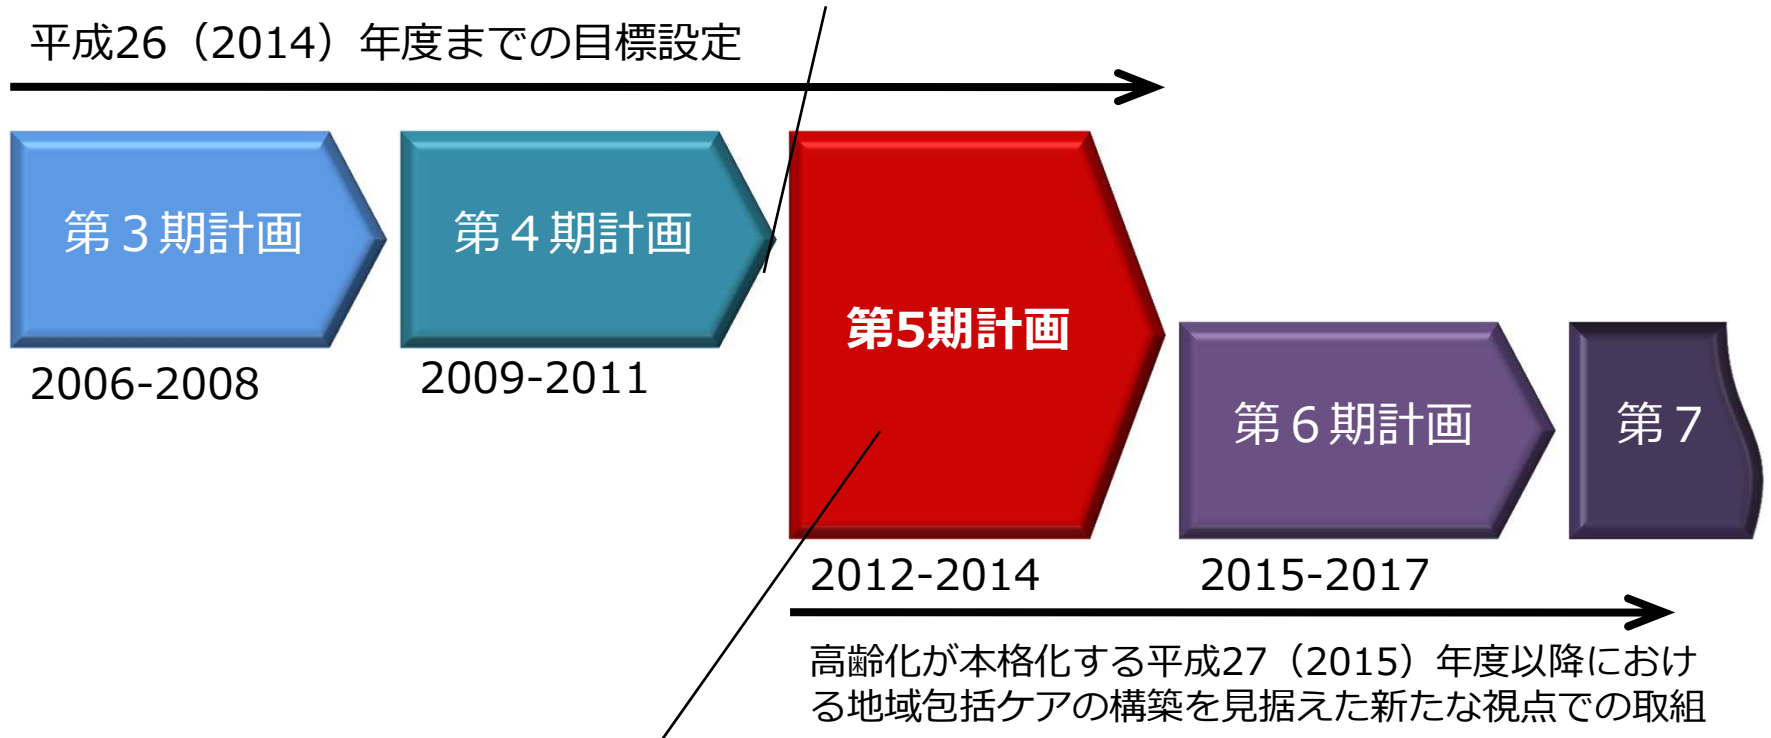 平成26（2014）年度までの目標設定
第３期計画
第４期計画
第5期計画
第６期計画
第７
2006-2008
2009-2011
2012-2014
2015-2017
高齢化が本格化する平成27（2015）年度以降におけ
る地域包括ケアの構築を見据えた新たな視点での取組